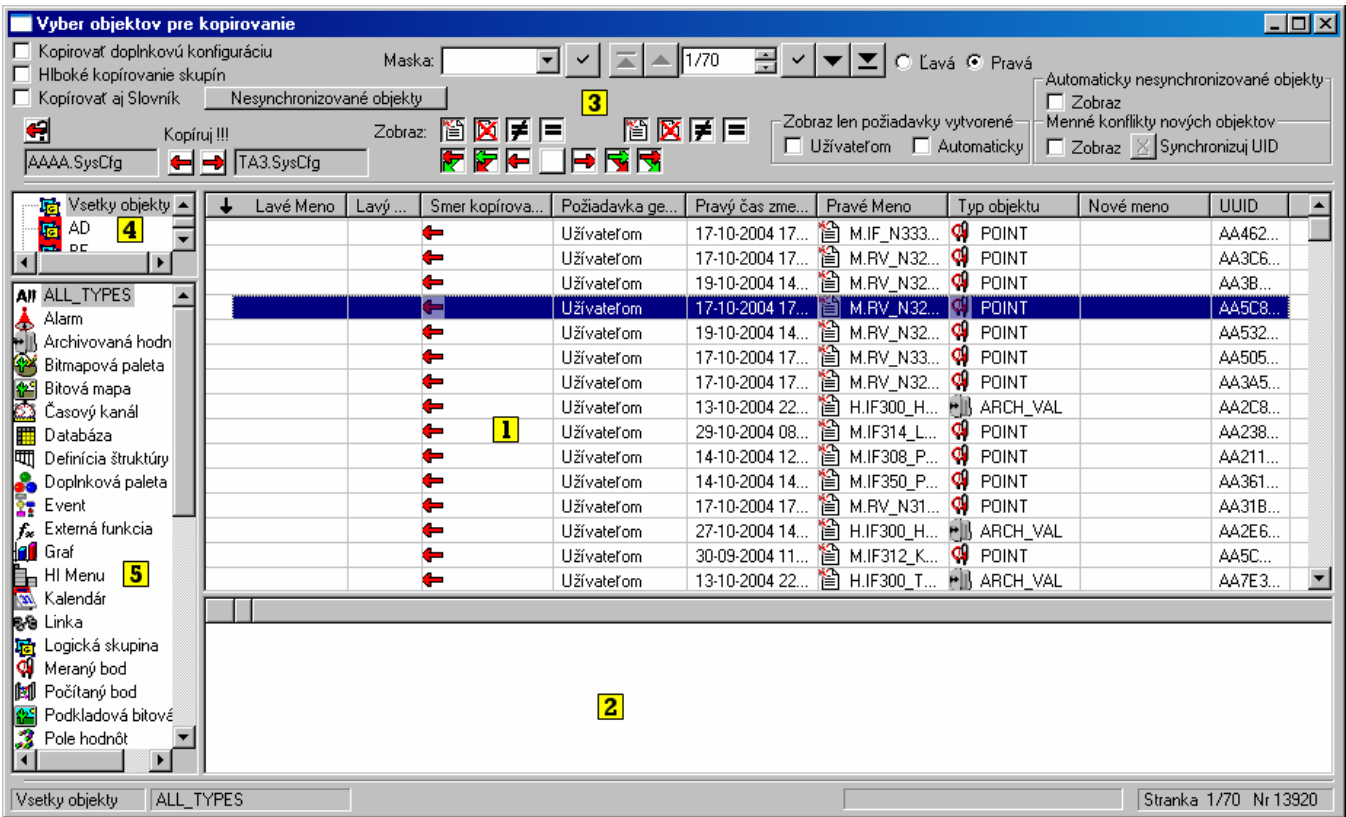 Vyber objektov pre kopirovanie
Kopirovať doplnkovú konfiguráciu
Maska:
1/70
Ľavá
Pravá
Hlboké kopírovanie skupín
Automaticky nesynchronizované objekty
Kopírovať aj Slovník
Nesynchronizované objekty
3
Zobraz
Kopíruj !!!
Zobraz:
Zobraz len požiadavky vytvorené
Menné konflikty nových objektov
Užívateľom
Automaticky
Zobraz
Synchronizuj UID
AAAA.SysCfg
TA3.SysCfg
Vsetky objekty
AD
4
ALL_TYPES
Alarm
Archivovaná hodn
Bitmapová paleta
Bitová mapa
Časový kanál
Databáza
Definícia štruktúry
Doplnková paleta
Event
Externá funkcia
Graf
HI Menu
5
Kalendár
Linka
Logická skupina
Meraný bod
Počítaný bod
Podkladová bitová
Pole hodnôt
Lavé Meno Lavý ... Smer kopírova... Požiadavka ge... Pravý čas zme... Pravé Meno Typ objektu Nové meno UUID
Užívateľom 17-10-2004 17... M.IF_N333... POINT AA462...
Užívateľom 17-10-2004 17... M.RV_N32... POINT AA3C6...
Užívateľom 19-10-2004 14... M.RV_N32... POINT AA3B...
Užívateľom 17-10-2004 17... M.RV_N32... POINT AA5C8...
Užívateľom 19-10-2004 14... M.RV_N32... POINT AA532...
Užívateľom 17-10-2004 17... M.RV_N33... POINT AA505...
Užívateľom 17-10-2004 17... M.RV_N32... POINT AA3A5...
Užívateľom 13-10-2004 22... H.IF300_H... ARCH_VAL AA2C8...
1
Užívateľom 29-10-2004 08... M.IF314_L... POINT AA238...
Užívateľom 14-10-2004 12... M.IF308_P... POINT AA211...
Užívateľom 14-10-2004 14... M.IF350_P... POINT AA361...
Užívateľom 17-10-2004 17... M.RV_N31... POINT AA31B...
Užívateľom 27-10-2004 14... H.IF300_H... ARCH_VAL AA2E6...
Užívateľom 30-09-2004 11... M.IF312_K... POINT AA5C...
Užívateľom 13-10-2004 22... H.IF300_T... ARCH_VAL AA7E3...
2
Vsetky objekty
ALL_TYPES
Stranka 1/70 Nr 13920